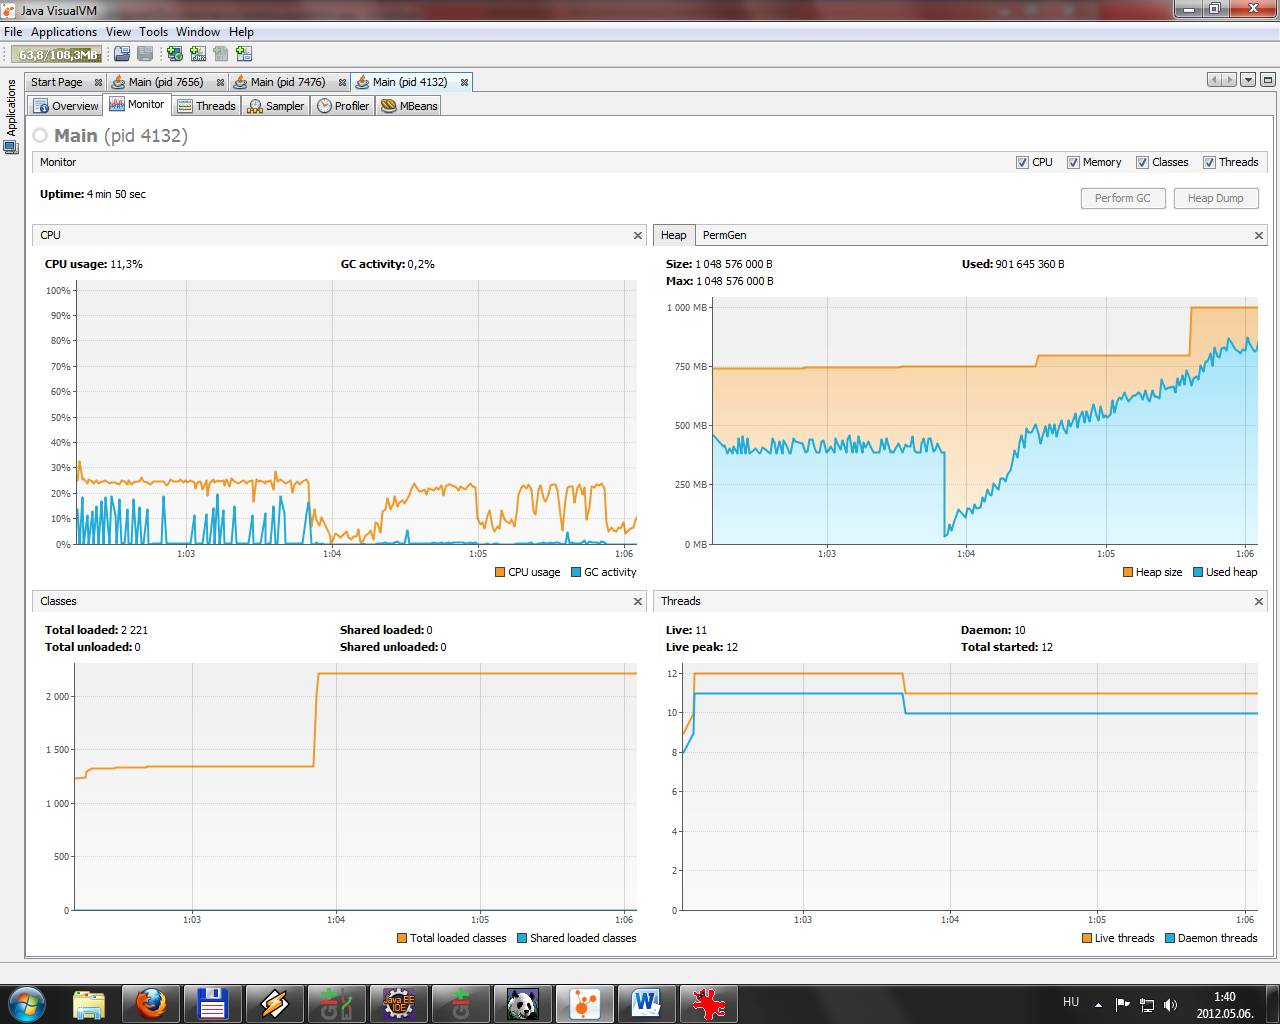 Java VisualVM
File Applications View Tools Window Help
63,8/108,3MB
Applications
Start Page Main (pid 7656) Main (pid 7476) Main (pid 4132)
Overview Monitor Threads Sampler Profiler MBeans
Main (pid 4132)
Monitor CPU Memory Classes Threads
Uptime: 4 min 50 sec Perform GC Heap Dump
CPU
CPU usage: 11,3% GC activity: 0,2%
100%
90%
80%
70%
60%
50%
40%
30%
20%
10%
0%
1:03 1:04 1:05 1:06
CPU usage GC activity
Heap PermGen
Size: 1 048 576 000 B Used: 901 645 360 B
Max: 1 048 576 000 B
1 000 MB
750 MB
500 MB
250 MB
0 MB
1:03 1:04 1:05 1:06
Heap size Used heap
Classes
Total loaded: 2 221 Shared loaded: 0
Total unloaded: 0 Shared unloaded: 0
2 000
1 500
1 000
500
0
1:03 1:04 1:05 1:06
Total loaded classes Shared loaded classes
Threads
Live: 11 Daemon: 10
Live peak: 12 Total started: 12
12
10
8
6
4
2
0
1:03 1:04 1:05 1:06
Live threads Daemon threads
Java EE
IDE
W
HU
1:40
2012.05.06.